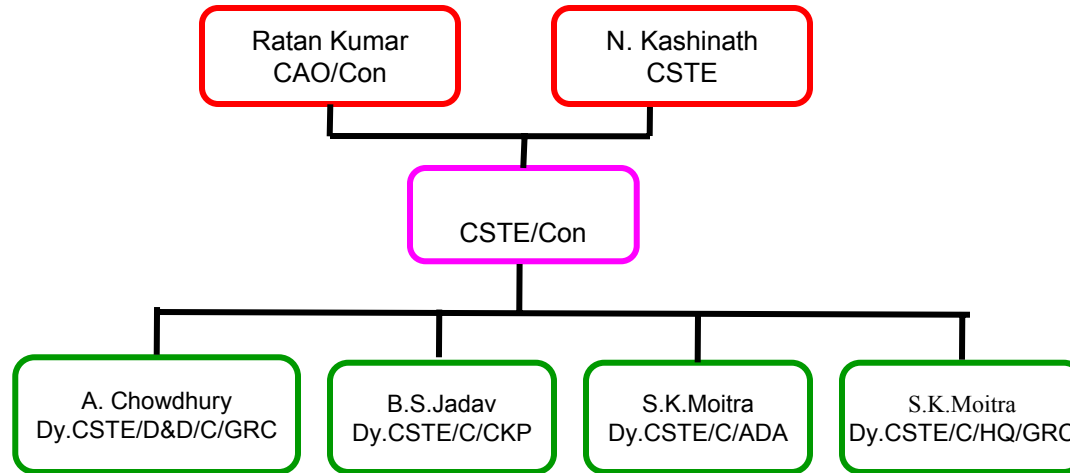 Ratan Kumar
CAO/Con
N. Kashinath
CSTE
CSTE/Con
A. Chowdhury
Dy.CSTE/D&D/C/GRC
B.S.Jadav
Dy.CSTE/C/CKP
S.K.Moitra
Dy.CSTE/C/ADA
S.K.Moitra
Dy.CSTE/C/HQ/GRC